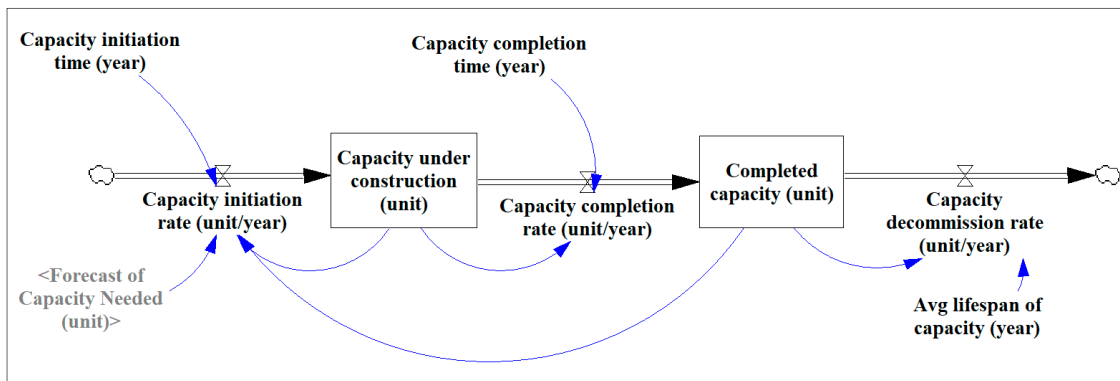 Capacity initiation
time (year)
Capacity completion
time (year)
Capacity under
construction
(unit)
Completed
capacity (unit)
Capacity initiation
rate (unit/year)
Capacity completion
rate (unit/year)
Capacity
decommission rate
(unit/year)
<Forecast of
Capacity Needed
(unit)>
Avg lifespan of
capacity (year)